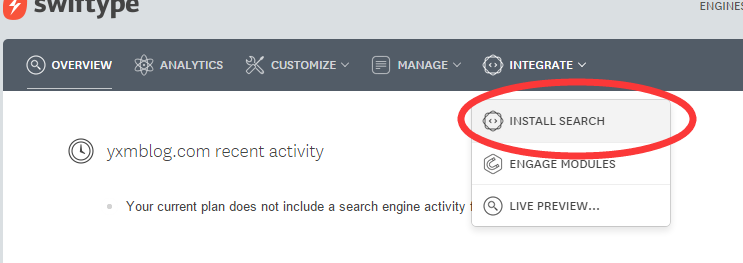 swiftype
ENGINES
OVERVIEW ANALYTICS CUSTOMIZE MANAGE INTEGRATE
INSTALL SEARCH
yxmblog.com recent activity
ENGAGE MODULES
Your current plan does not include a search engine activity
LIVE PREVIEW...